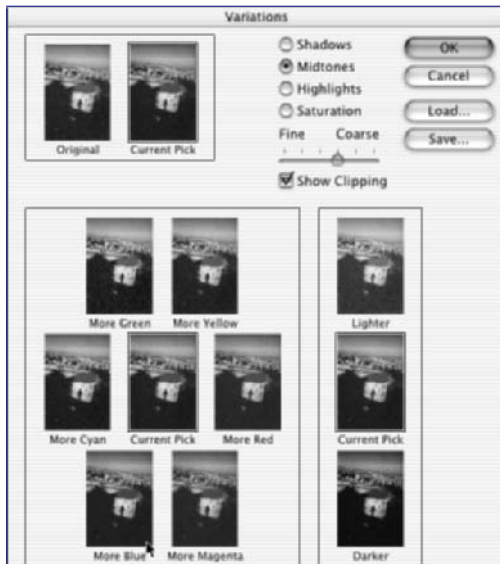 Variations
Original
Current Pick
Shadows
Midtones
Highlights
Saturation
Fine Coarse
Show Clipping
OK
Cancel
Load...
Save...
More Green More Yellow
More Cyan Current Pick More Red
More Blue More Magenta
Lighter
Current Pick
Darker